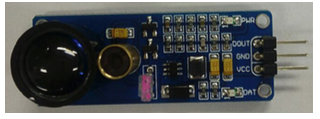 PWR
DOUT
GND
VCC
DAT